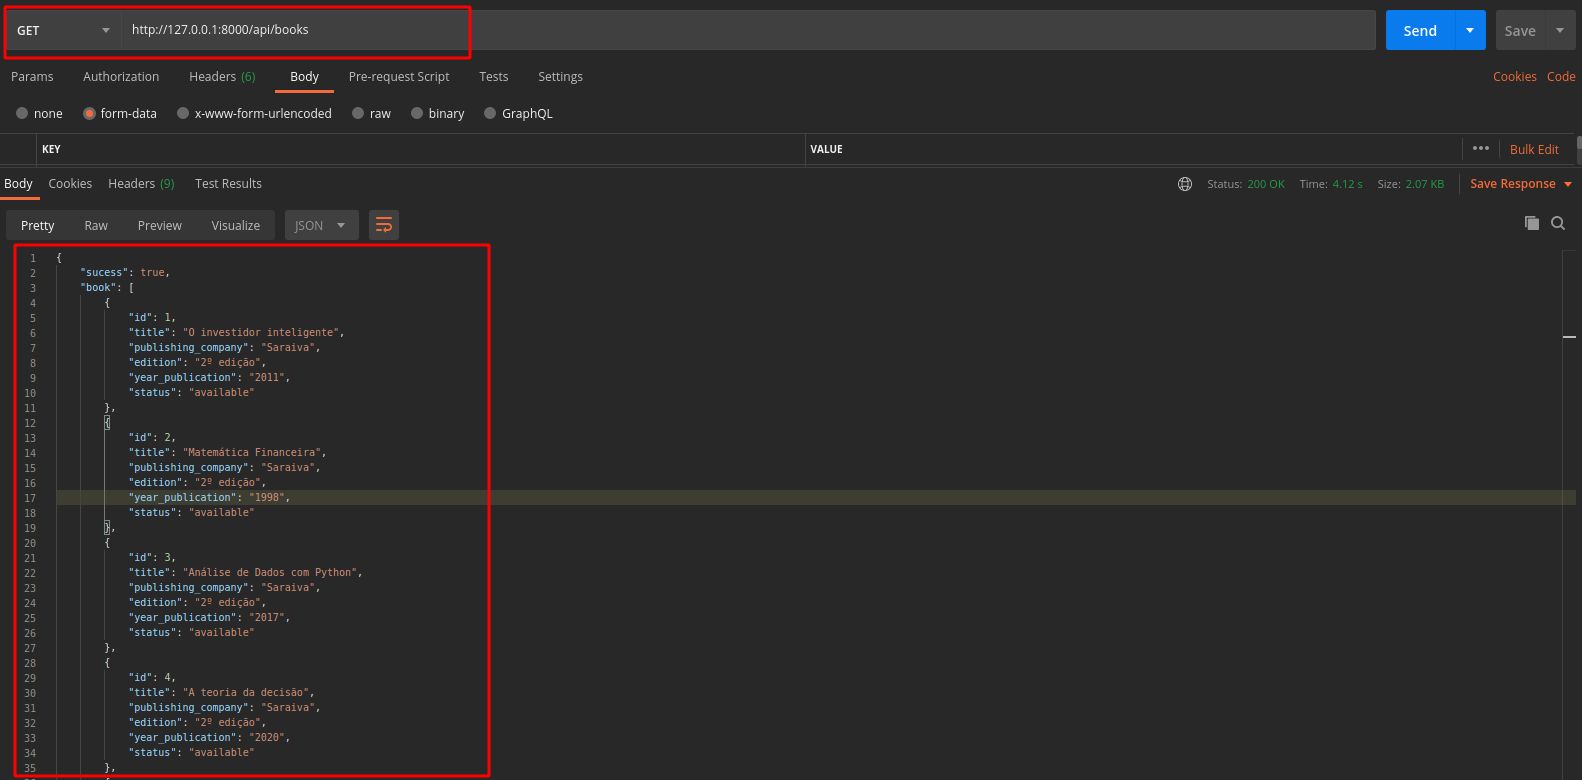 GET http://127.0.0.1:8000/api/books Send Save
Params Authorization Headers (6) Body Pre-request Script Tests Settings Cookies Code
none form-data x-www-form-urlencoded raw binary GraphQL
KEY VALUE ••• Bulk Edit
Body Cookies Headers (9) Test Results Status: 200 OK Time: 4.12 s Size: 2.07 KB Save Response
Pretty Raw Preview Visualize JSON
1 {
2 "sucess": true,
3 "book": [
4 {
5 "id": 1,
6 "title": "O investidor inteligente",
7 "publishing_company": "Saraiva",
8 "edition": "2º edição",
9 "year_publication": "2011",
10 "status": "available"
11 },
12 {
13 "id": 2,
14 "title": "Matemática Financeira",
15 "publishing_company": "Saraiva",
16 "edition": "2º edição",
17 "year_publication": "1998",
18 "status": "available"
19 },
20 {
21 "id": 3,
22 "title": "Análise de Dados com Python",
23 "publishing_company": "Saraiva",
24 "edition": "2º edição",
25 "year_publication": "2017",
26 "status": "available"
27 },
28 {
29 "id": 4,
30 "title": "A teoria da decisão",
31 "publishing_company": "Saraiva",
32 "edition": "2º edição",
33 "year_publication": "2020",
34 "status": "available"
35 },